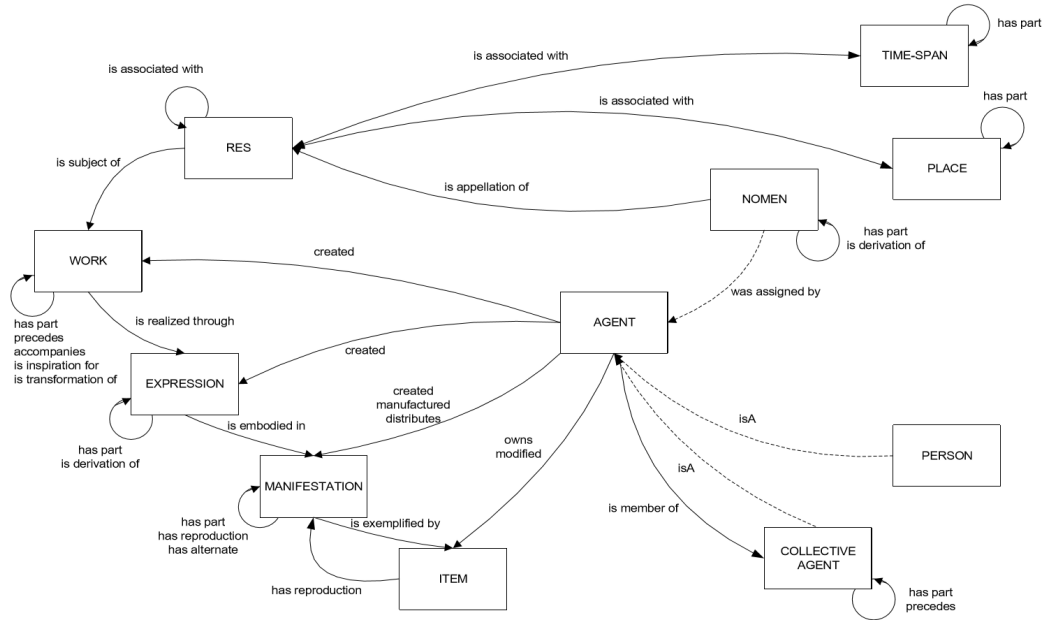 has part
TIME-SPAN
is associated with
is associated with
is associated with
has part
RES
PLACE
is subject of
is appellation of
NOMEN
has part
is derivation of
created
WORK
was assigned by
has part
precedes
accompanies
is inspiration for
is transformation of
is realized through
AGENT
created
EXPRESSION
created
manufactured
distributes
is embodied in
has part
is derivation of
owns
modified
isA
PERSON
isA
MANIFESTATION
has part
has reproduction
has alternate
is exemplified by
is member of
COLLECTIVE
AGENT
ITEM
has reproduction
has part
precedes